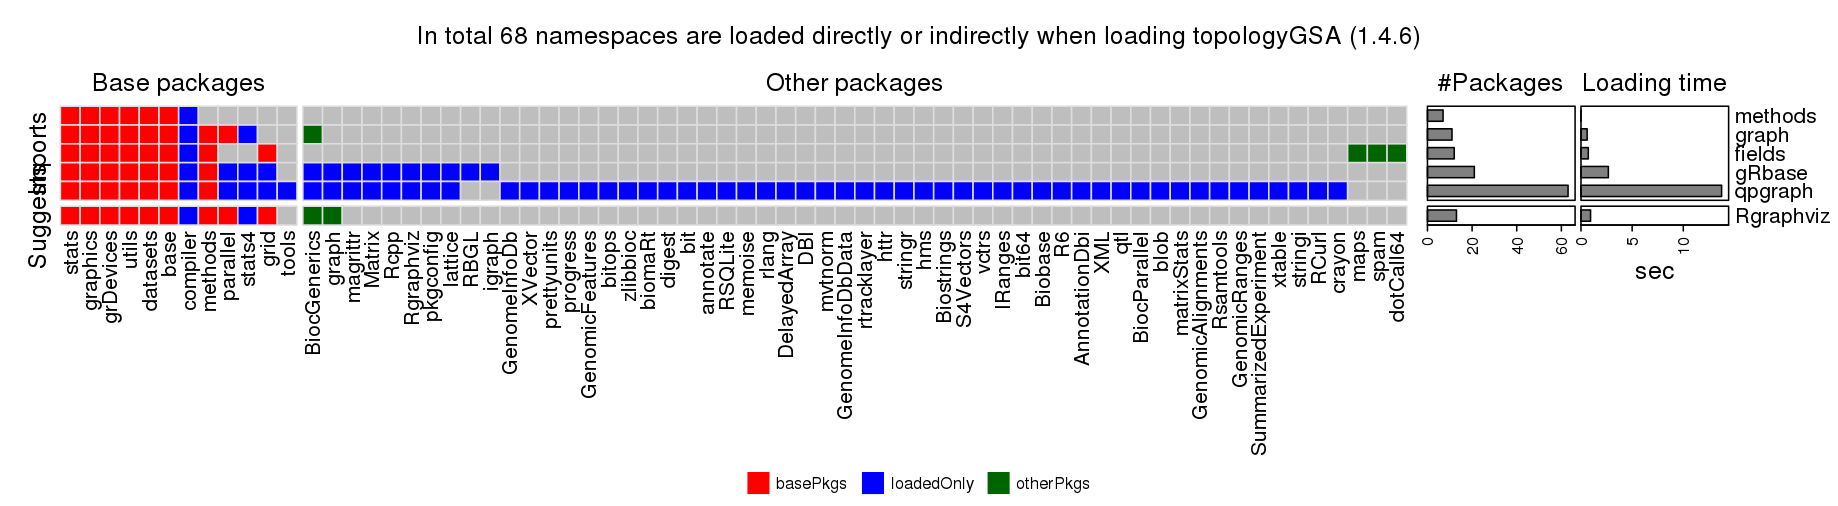 In total 68 namespaces are loaded directly or indirectly when loading topologyGSA (1.4.6)
Base packages
Other packages
#Packages
Loading time
Imports
Suggests
methods
graph
fields
gRbase
qpgraph
Rgraphviz
stats
graphics
grDevices
utils
datasets
base
compiler
methods
parallel
stats4
grid
tools
BiocGenerics
graph
magrittr
Matrix
Rcpp
Rgraphviz
pkgconfig
lattice
RBGL
igraph
GenomeInfoDb
XVector
prettyunits
progress
GenomicFeatures
bitops
zlibbioc
biomaRt
digest
bit
annotate
RSQLite
memoise
rlang
DelayedArray
DBI
mvtnorm
GenomeInfoDbData
rtracklayer
httr
stringr
hms
Biostrings
S4Vectors
vctrs
IRanges
bit64
Biobase
R6
AnnotationDbi
XML
qtl
BiocParallel
blob
matrixStats
GenomicAlignments
Rsamtools
GenomicRanges
SummarizedExperiment
xtable
stringi
RCurl
crayon
maps
spam
dotCall64
0
20
40
60
0
5
10
sec
basePkgs
loadedOnly
otherPkgs